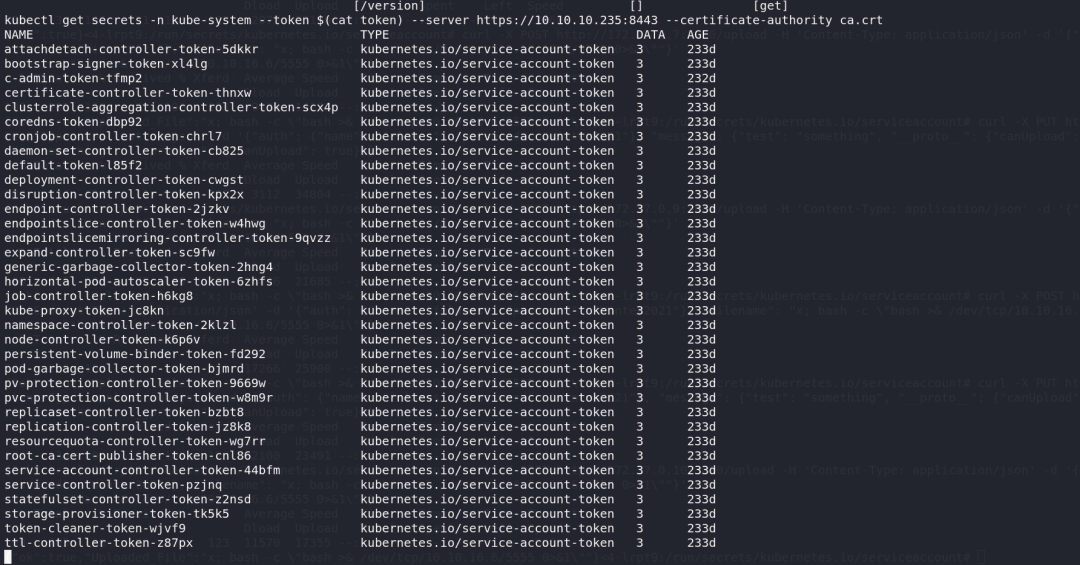 [/version] [] [get]
kubectl get secrets -n kube-system --token $(cat token) --server https://10.10.10.235:8443 --certificate-authority ca.crt
NAME TYPE DATA AGE
attachdetach-controller-token-5dkkr kubernetes.io/service-account-token 3 233d
bootstrap-signer-token-xl4lg kubernetes.io/service-account-token 3 233d
c-admin-token-tfmp2 kubernetes.io/service-account-token 3 232d
certificate-controller-token-thnxw kubernetes.io/service-account-token 3 233d
clusterrole-aggregation-controller-token-scx4p kubernetes.io/service-account-token 3 233d
coredns-token-dbp92 kubernetes.io/service-account-token 3 233d
cronjob-controller-token-chrl7 kubernetes.io/service-account-token 3 233d
daemon-set-controller-token-cb825 kubernetes.io/service-account-token 3 233d
default-token-l85f2 kubernetes.io/service-account-token 3 233d
deployment-controller-token-cwgst kubernetes.io/service-account-token 3 233d
disruption-controller-token-kpx2x kubernetes.io/service-account-token 3 233d
endpoint-controller-token-2jzkv kubernetes.io/service-account-token 3 233d
endpointslice-controller-token-w4hwg kubernetes.io/service-account-token 3 233d
endpointslicemirroring-controller-token-9qvzz kubernetes.io/service-account-token 3 233d
expand-controller-token-sc9fw kubernetes.io/service-account-token 3 233d
generic-garbage-collector-token-2hng4 kubernetes.io/service-account-token 3 233d
horizontal-pod-autoscaler-token-6zhfs kubernetes.io/service-account-token 3 233d
job-controller-token-h6kg8 kubernetes.io/service-account-token 3 233d
kube-proxy-token-jc8kn kubernetes.io/service-account-token 3 233d
namespace-controller-token-2klzl kubernetes.io/service-account-token 3 233d
node-controller-token-k6p6v kubernetes.io/service-account-token 3 233d
persistent-volume-binder-token-fd292 kubernetes.io/service-account-token 3 233d
pod-garbage-collector-token-bjmrd kubernetes.io/service-account-token 3 233d
pv-protection-controller-token-9669w kubernetes.io/service-account-token 3 233d
pvc-protection-controller-token-w8m9r kubernetes.io/service-account-token 3 233d
replicaset-controller-token-bzbt8 kubernetes.io/service-account-token 3 233d
replication-controller-token-jz8k8 kubernetes.io/service-account-token 3 233d
resourcequota-controller-token-wg7rr kubernetes.io/service-account-token 3 233d
root-ca-cert-publisher-token-cnl86 kubernetes.io/service-account-token 3 233d
service-account-controller-token-44bfm kubernetes.io/service-account-token 3 233d
service-controller-token-pzjnq kubernetes.io/service-account-token 3 233d
statefulset-controller-token-z2nsd kubernetes.io/service-account-token 3 233d
storage-provisioner-token-tk5k5 kubernetes.io/service-account-token 3 233d
token-cleaner-token-wjvf9 kubernetes.io/service-account-token 3 233d
ttl-controller-token-z87px kubernetes.io/service-account-token 3 233d